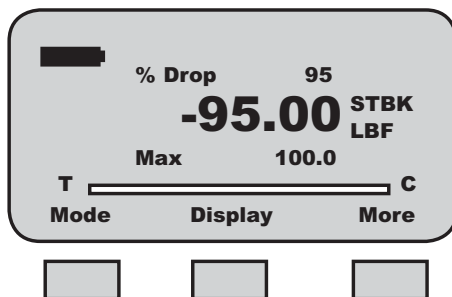 % Drop 95
-95.00 STBK
LBF
Max 100.0
T C
Mode Display More